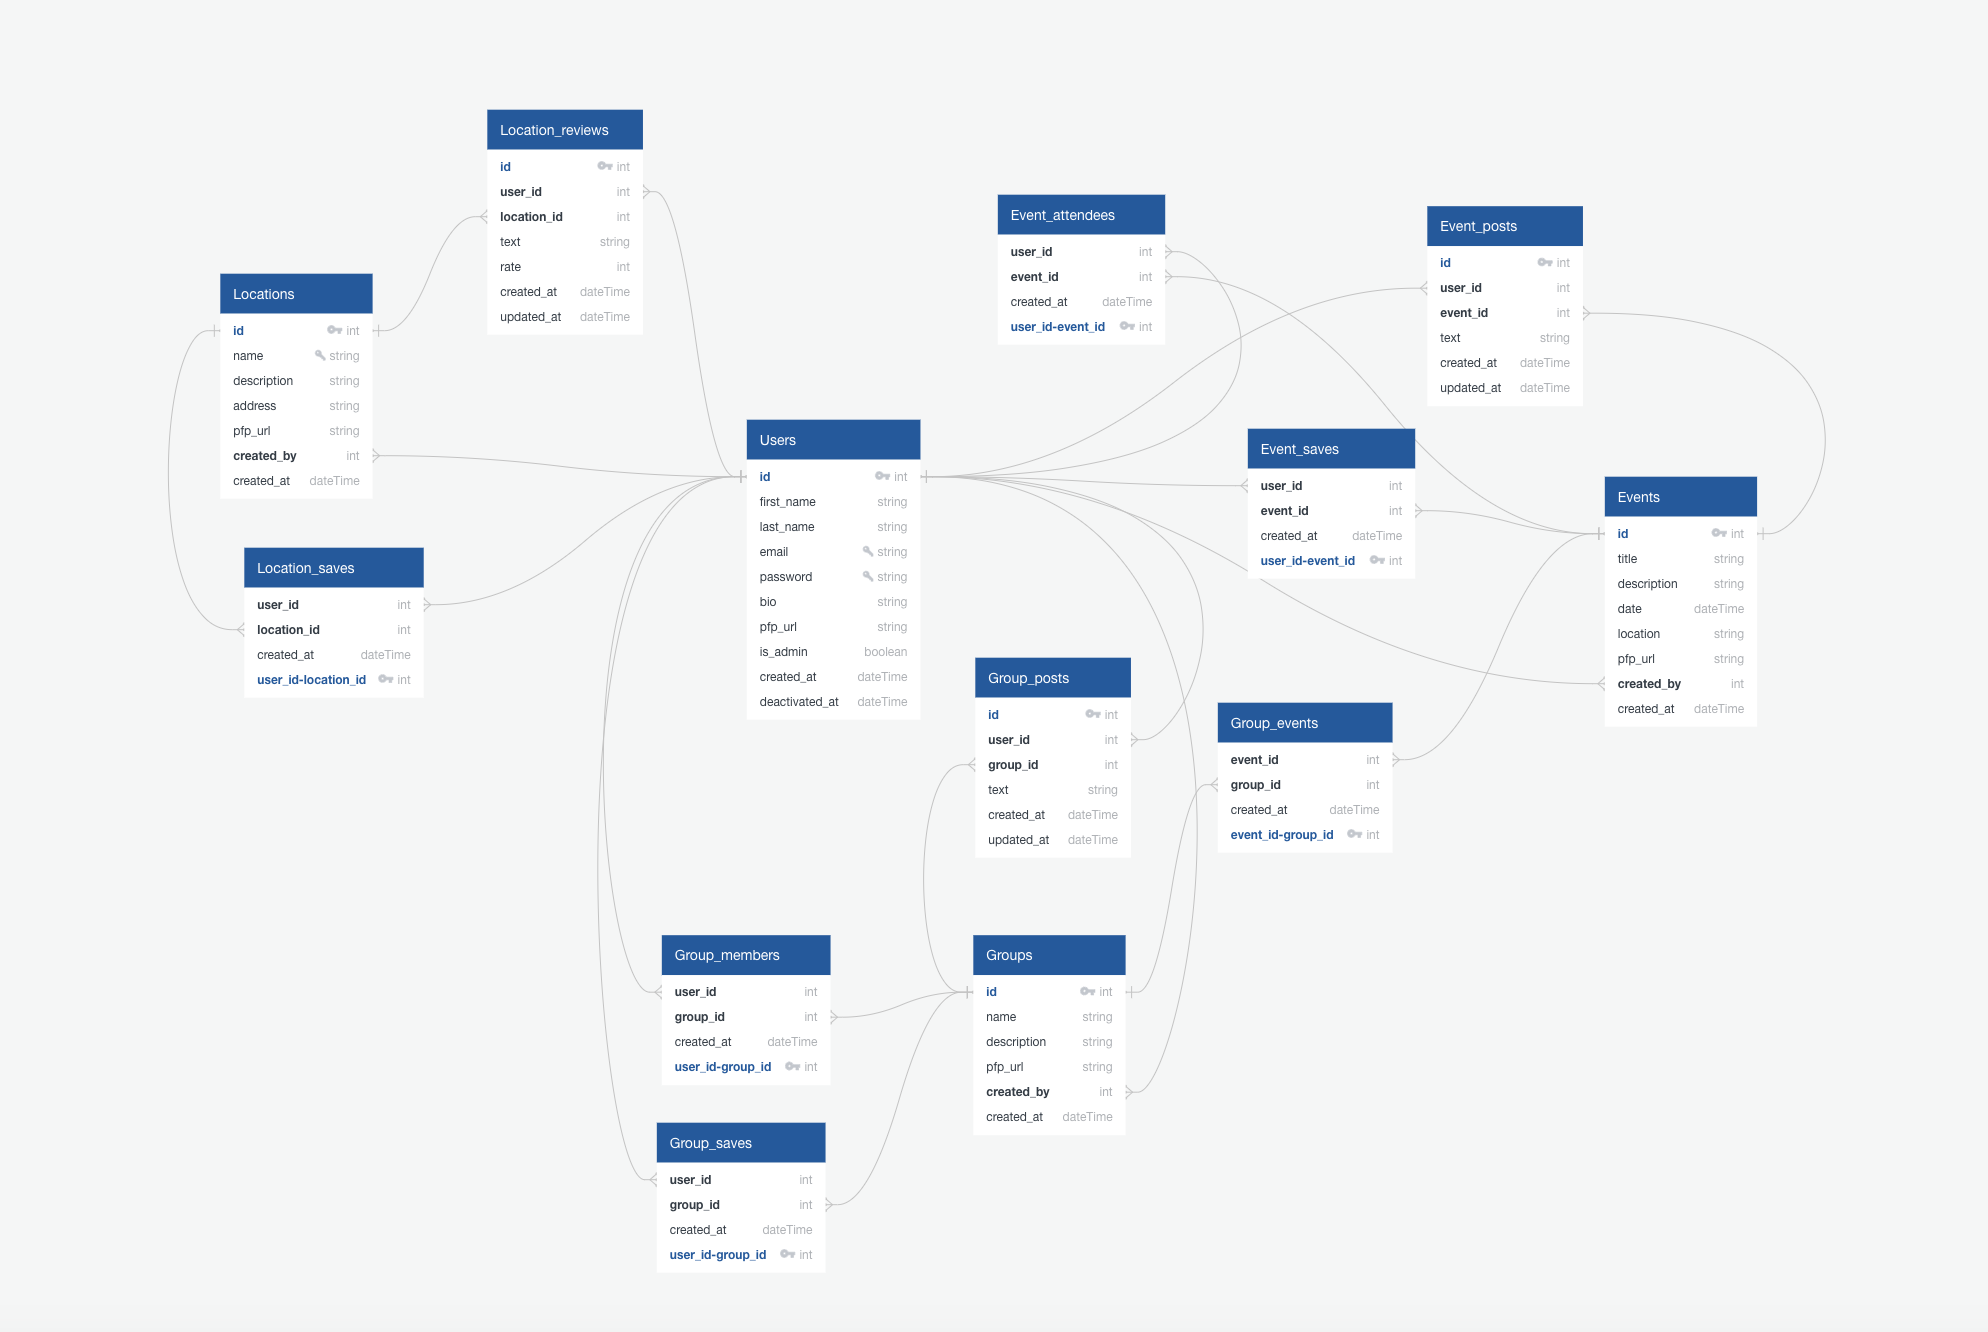 Location_reviews
id int
user_id int
location_id int
text string
rate int
created_at dateTime
updated_at dateTime
Event_attendees
user_id int
event_id int
created_at dateTime
user_id-event_id int
Event_posts
id int
user_id int
event_id int
text string
created_at dateTime
updated_at dateTime
Locations
id int
name string
description string
address string
pfp_url string
created_by int
created_at dateTime
Users
id int
first_name string
last_name string
email string
password string
bio string
pfp_url string
is_admin boolean
created_at dateTime
deactivated_at dateTime
Event_saves
user_id int
event_id int
created_at dateTime
user_id-event_id int
Events
id int
title string
description string
date dateTime
location string
pfp_url string
created_by int
created_at dateTime
Location_saves
user_id int
location_id int
created_at dateTime
user_id-location_id int
Group_posts
id int
user_id int
group_id int
text string
created_at dateTime
updated_at dateTime
Group_events
event_id int
group_id int
created_at dateTime
event_id-group_id int
Group_members
user_id int
group_id int
created_at dateTime
user_id-group_id int
Groups
id int
name string
description string
pfp_url string
created_by int
created_at dateTime
Group_saves
user_id int
group_id int
created_at dateTime
user_id-group_id int